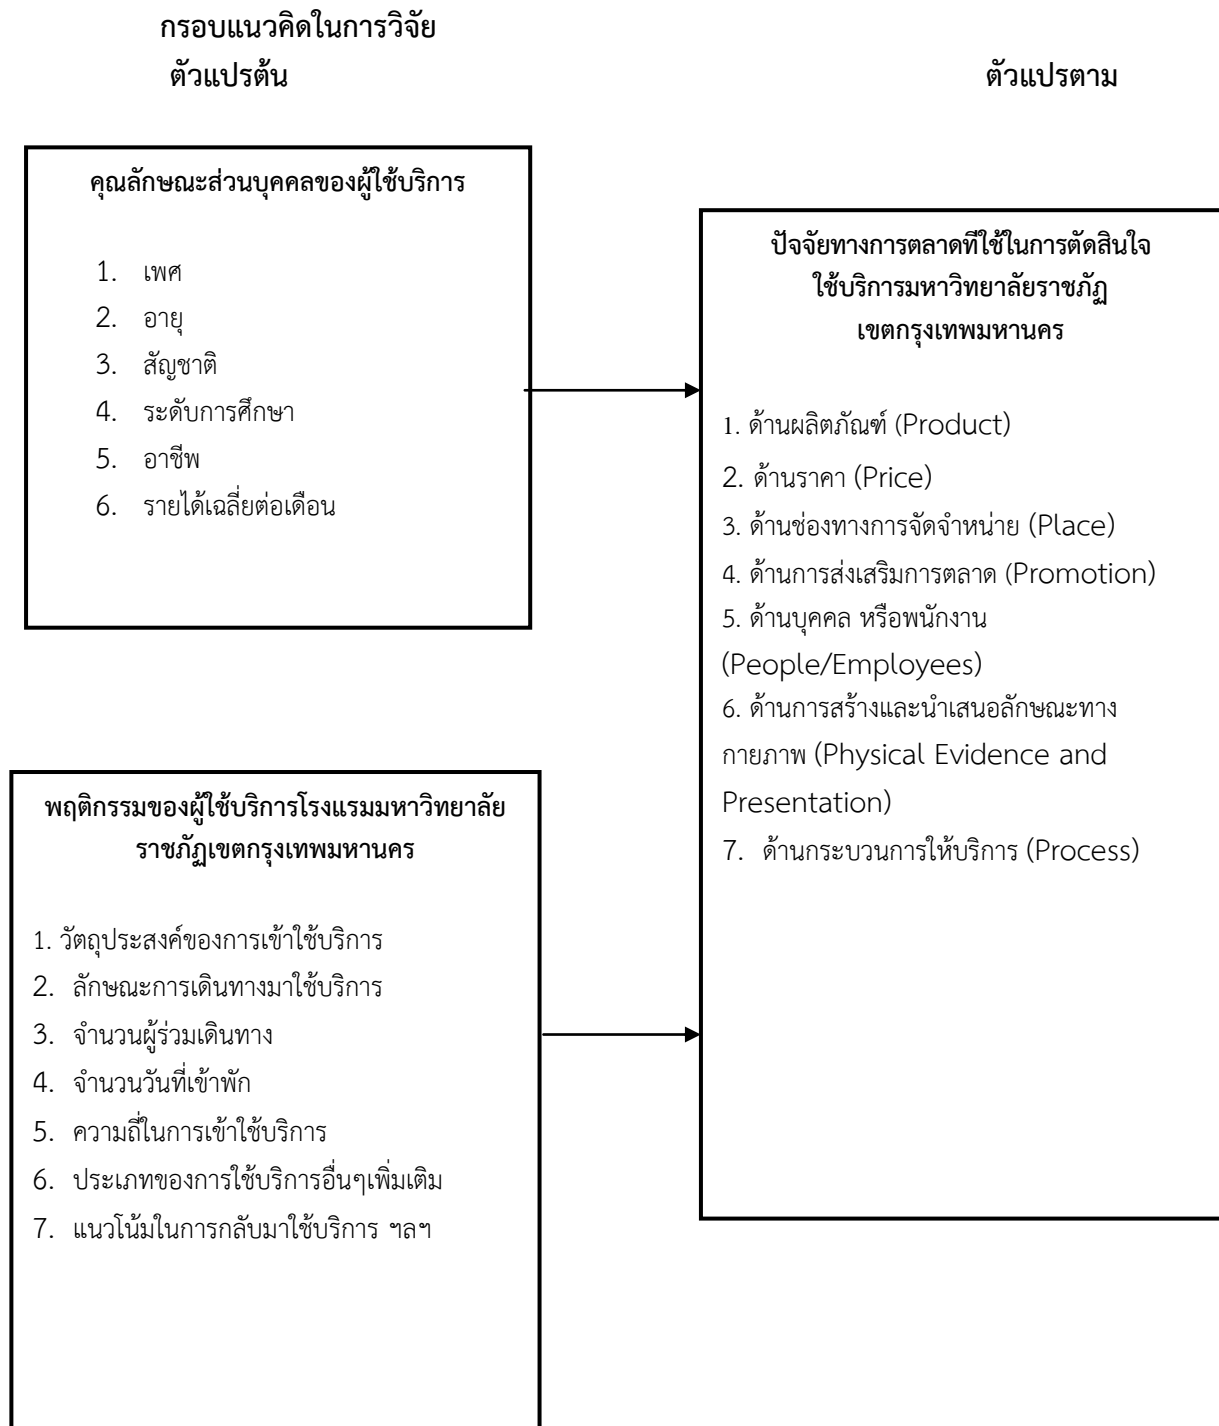 กรอบแนวคิดในการวิจัย
ตัวแปรต้น
ตัวแปรตาม
คุณลักษณะส่วนบุคคลของผู้ใช้บริการ
1. เพศ
2. อายุ
3. สัญชาติ
4. ระดับการศึกษา
5. อาชีพ
6. รายได้เฉลี่ยต่อเดือน
พฤติกรรมของผู้ใช้บริการโรงแรมมหาวิทยาลัย
ราชภัฏเขตกรุงเทพมหานคร
1. วัตถุประสงค์ของการเข้าใช้บริการ
2. ลักษณะการเดินทางมาใช้บริการ
3. จำนวนผู้ร่วมเดินทาง
4. จำนวนวันที่เข้าพัก
5. ความถี่ในการเข้าใช้บริการ
6. ประเภทของการใช้บริการอื่นๆเพิ่มเติม
7. แนวโน้มในการกลับมาใช้บริการ ฯลฯ
ปัจจัยทางการตลาดที่ใช้ในการตัดสินใจ
ใช้บริการมหาวิทยาลัยราชภัฏ
เขตกรุงเทพมหานคร
1. ด้านผลิตภัณฑ์ (Product)
2. ด้านราคา (Price)
3. ด้านช่องทางการจัดจำหน่าย (Place)
4. ด้านการส่งเสริมการตลาด (Promotion)
5. ด้านบุคคล หรือพนักงาน
(People/Employees)
6. ด้านการสร้างและนำเสนอลักษณะทาง
กายภาพ (Physical Evidence and
Presentation)
7. ด้านกระบวนการให้บริการ (Process)